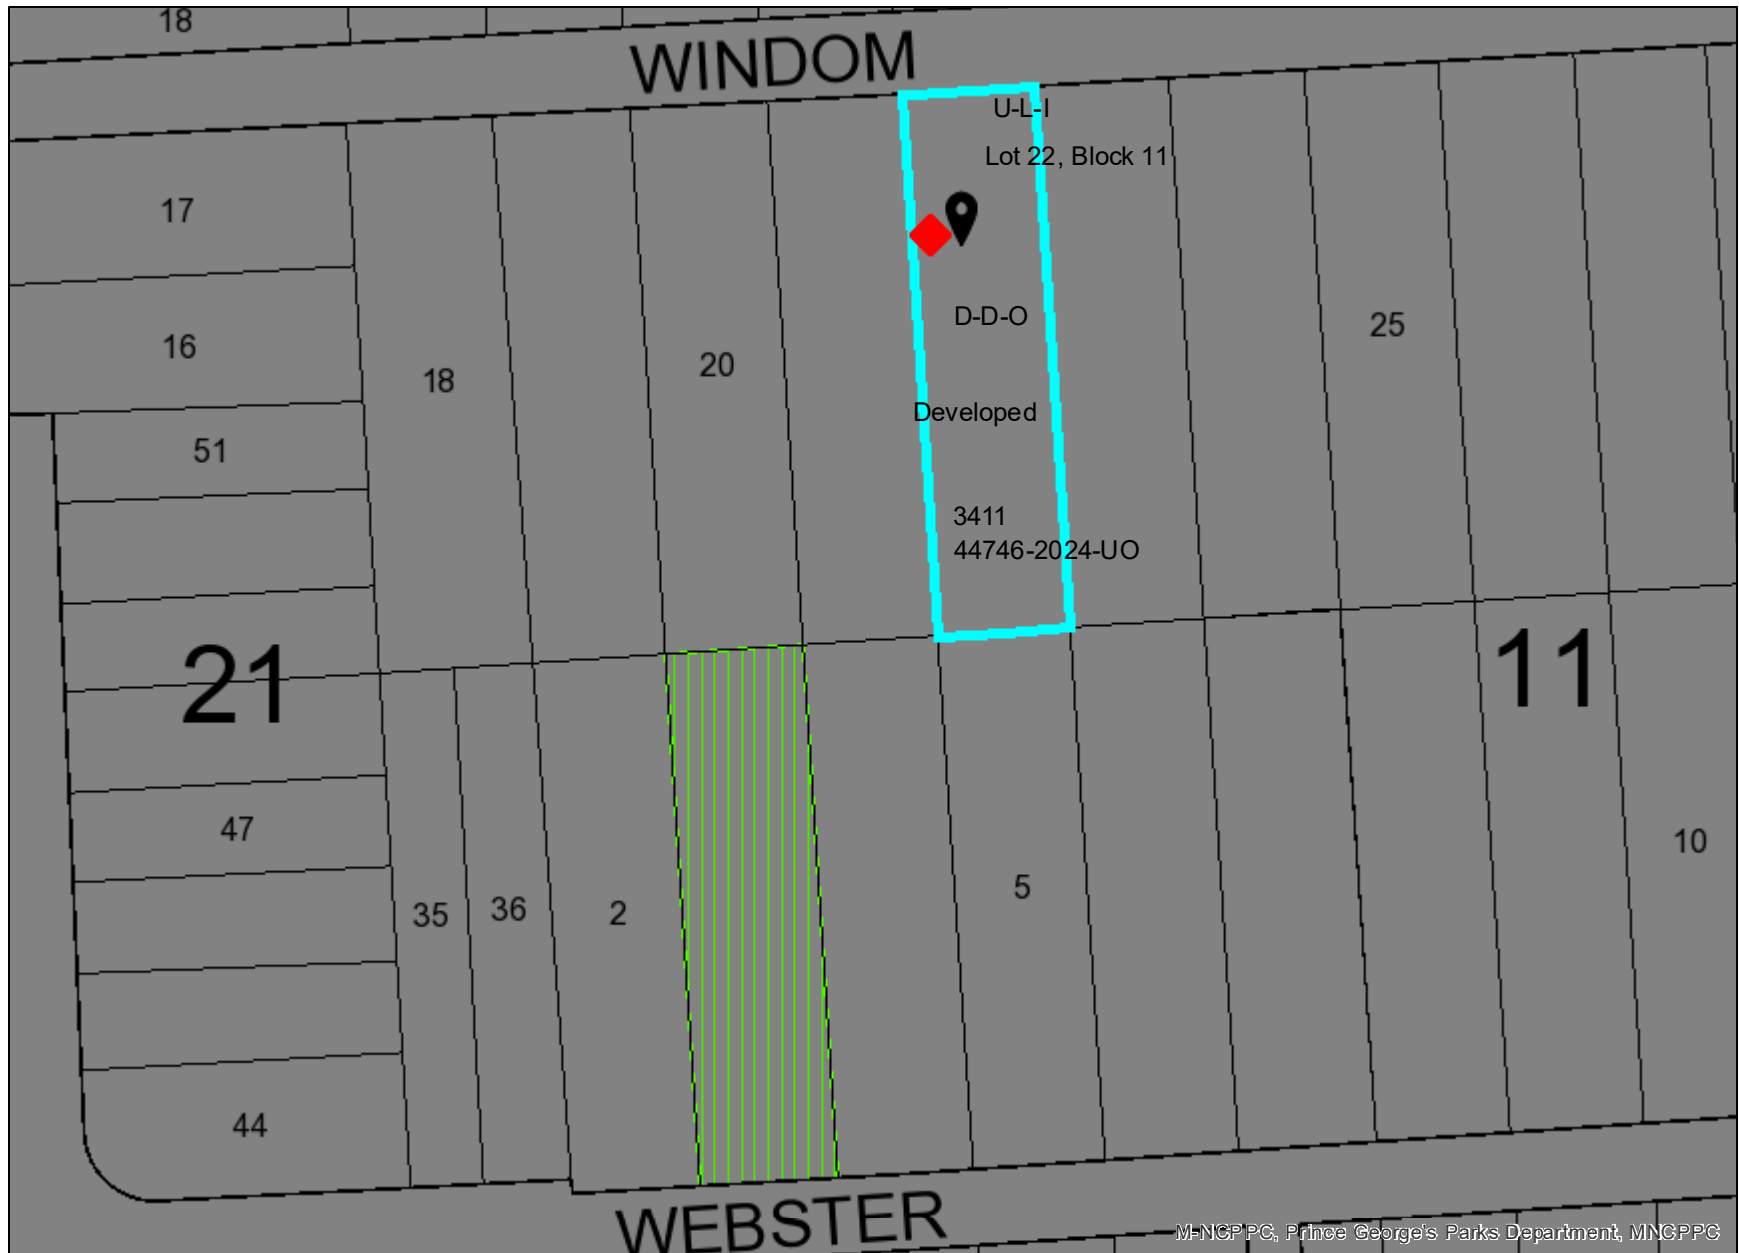 18
WINDOM
U-L-I
Lot 22, Block 11
17
D-D-O
25
16
20
18
Developed
51
3411
44746-2024-UO
21
11
47
10
5
35
36
2
44
WEBSTER
M-NCPPC, Prince George's Parks Department, MNCPPC